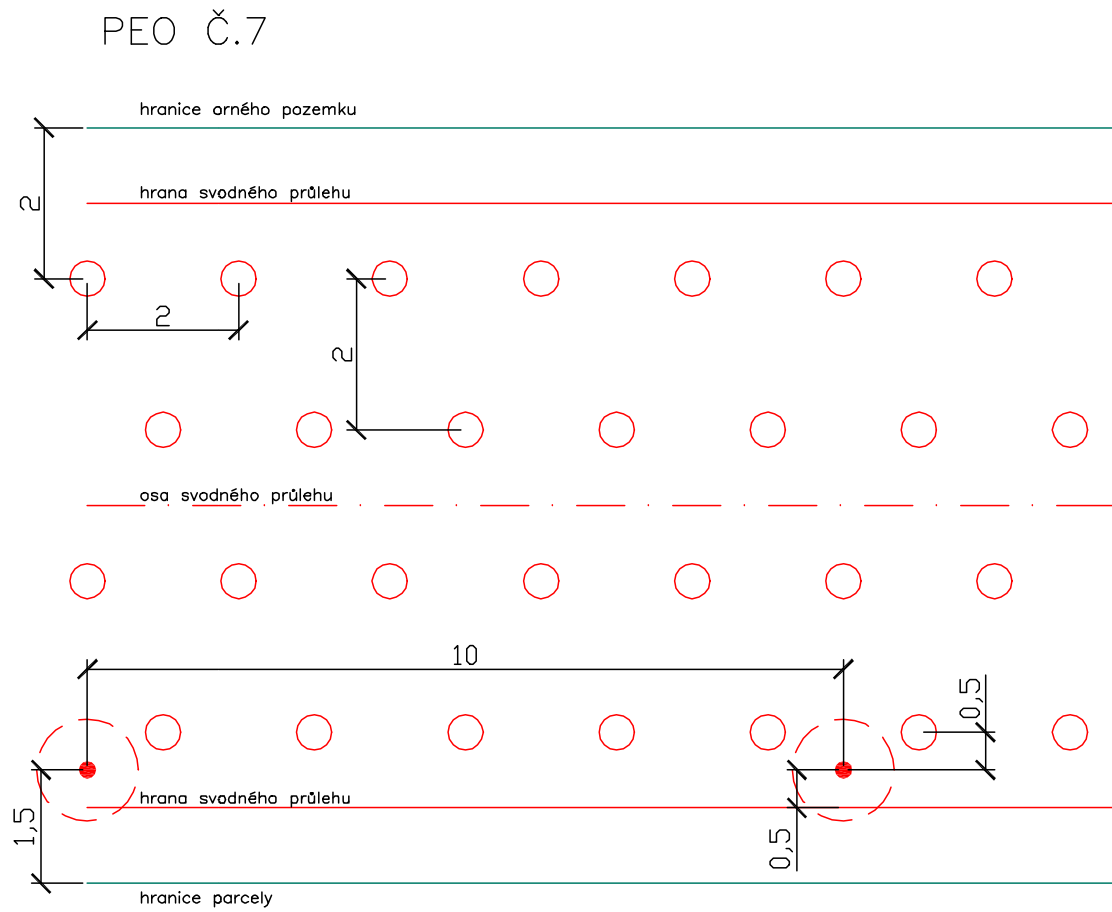 PEO Č.7
hranice orného pozemku
hrana svodného průlehu
2
2
2
osa svodného průlehu
10
0,5
hrana svodného průlehu
1,5
0,5
hranice parcely